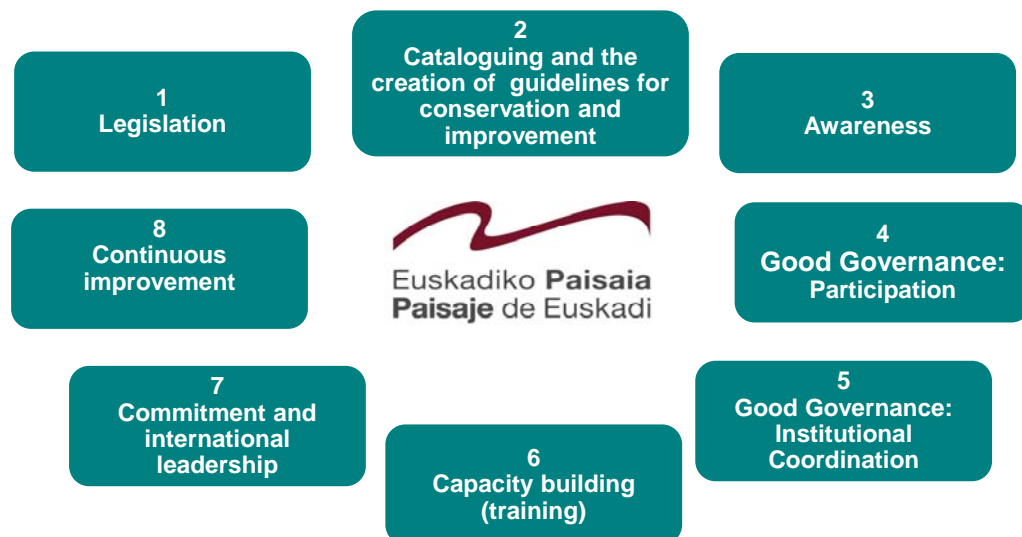 1
Legislation
2
Cataloguing and the
creation of guidelines for
conservation and
improvement
3
Awareness
8
Continuous
improvement
Euskadiko Paisaia
Paisaje de Euskadi
4
Good Governance:
Participation
7
Commitment and
international
leadership
6
Capacity building
(training)
5
Good Governance:
Institutional
Coordination